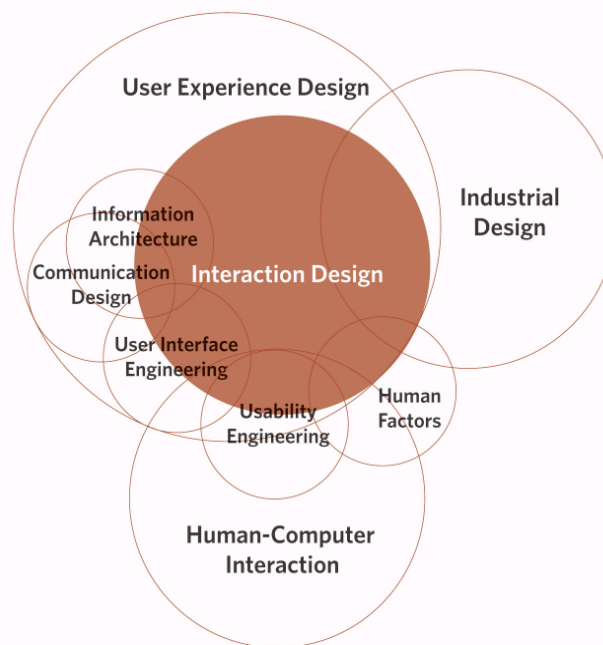 User Experience Design
Industrial
Design
Information
Architecture
Communication
Design
Interaction Design
User Interface
Engineering
Usability
Engineering
Human
Factors
Human-Computer
Interaction